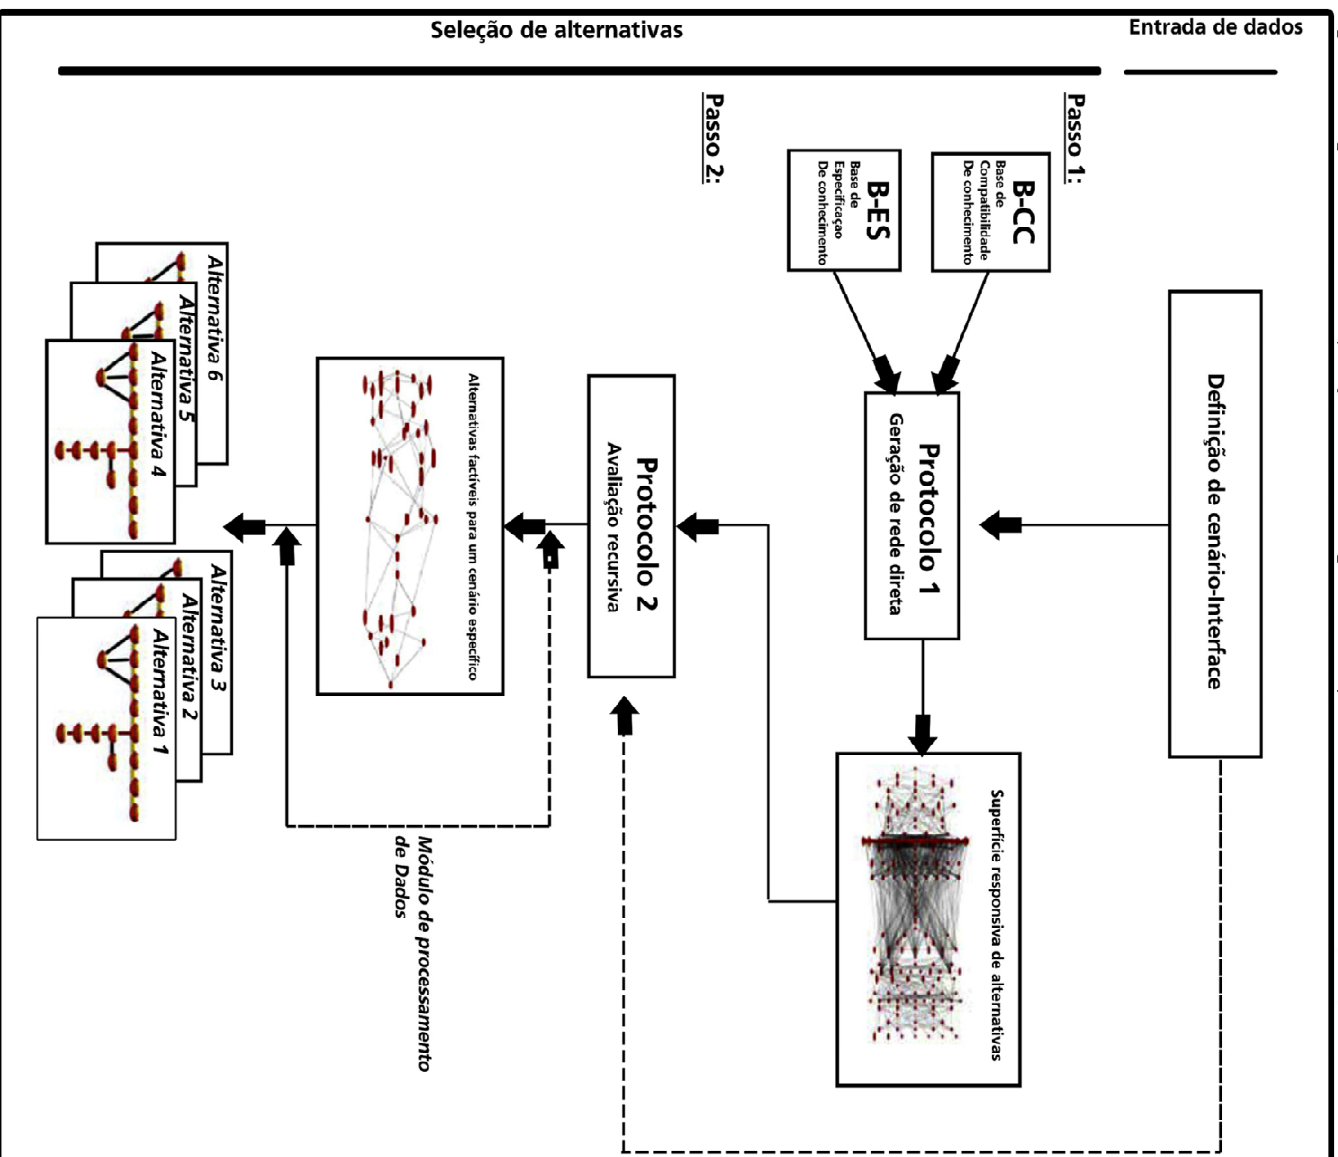 Seleção de alternativas
Entrada de dados
Passo 1:
B-CC
Base de
Compatibilidade
De conhecimento
B-ES
Base de
Especificaçao
De conhecimento
Definição de cenário-Interface
Protocolo 1
Geração de rede direta
Superfície responsiva de alternativas
Passo 2:
Protocolo 2
Avaliação recursiva
Alternativas factíveis para um cenário específico
Módulo de processamento
de Dados
Alternativa 6
Alternativa 5
Alternativa 4
Alternativa 3
Alternativa 2
Alternativa 1